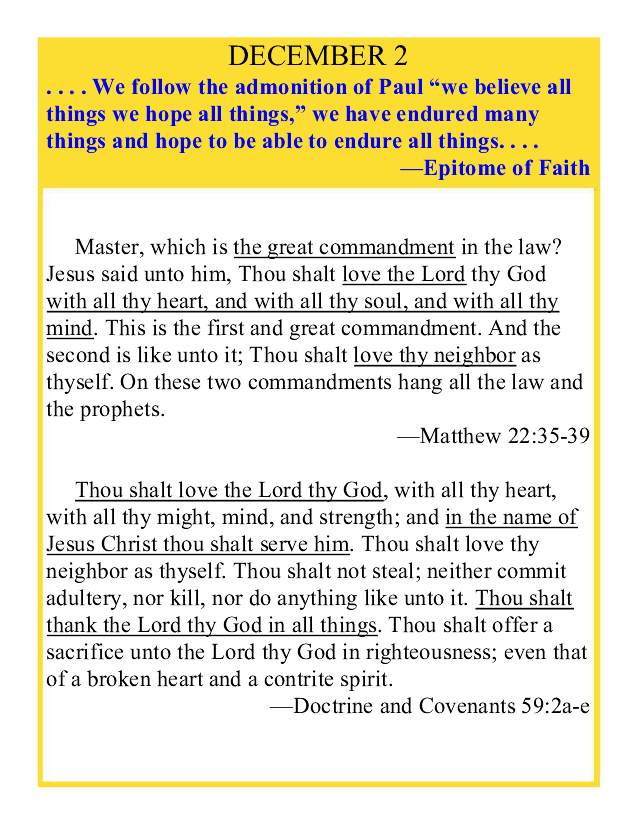 DECEMBER 2
. . . . We follow the admonition of Paul “we believe all
things we hope all things,” we have endured many
things and hope to be able to endure all things. . . .
—Epitome of Faith
Master, which is the great commandment in the law?
Jesus said unto him, Thou shalt love the Lord thy God
with all thy heart, and with all thy soul, and with all thy
mind. This is the first and great commandment. And the
second is like unto it; Thou shalt love thy neighbor as
thyself. On these two commandments hang all the law and
the prophets.
—Matthew 22:35-39
Thou shalt love the Lord thy God, with all thy heart,
with all thy might, mind, and strength; and in the name of
Jesus Christ thou shalt serve him. Thou shalt love thy
neighbor as thyself. Thou shalt not steal; neither commit
adultery, nor kill, nor do anything like unto it. Thou shalt
thank the Lord thy God in all things. Thou shalt offer a
sacrifice unto the Lord thy God in righteousness; even that
of a broken heart and a contrite spirit.
—Doctrine and Covenants 59:2a-e